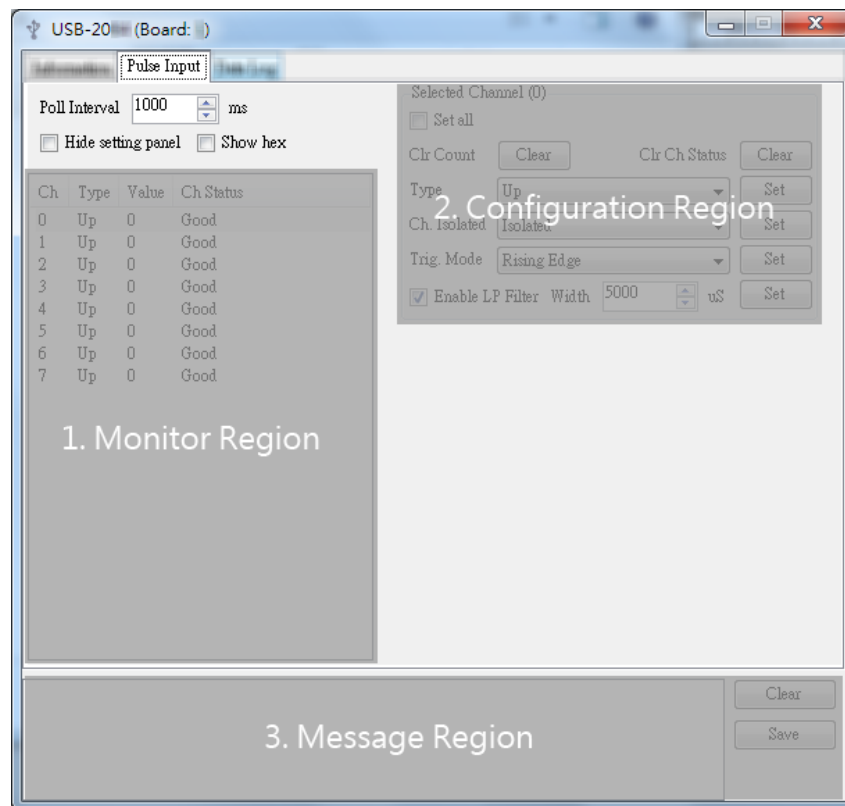 USB-20 (Board: )
Pulse Input
Poll Interval 1000 ms
Hide setting panel Show hex
Ch Type Value Ch Status
0 Up 0 Good
1 Up 0 Good
2 Up 0 Good
3 Up 0 Good
4 Up 0 Good
5 Up 0 Good
6 Up 0 Good
7 Up 0 Good
1. Monitor Region
Selected Channel (0)
Set all
Clr Count Clear Clr Ch Status Clear
Type Up Set
2. Configuration Region
Ch. Isolated Isolated Set
Trig. Mode Rising Edge Set
Enable LP Filter Width 5000 uS Set
3. Message Region
Clear
Save